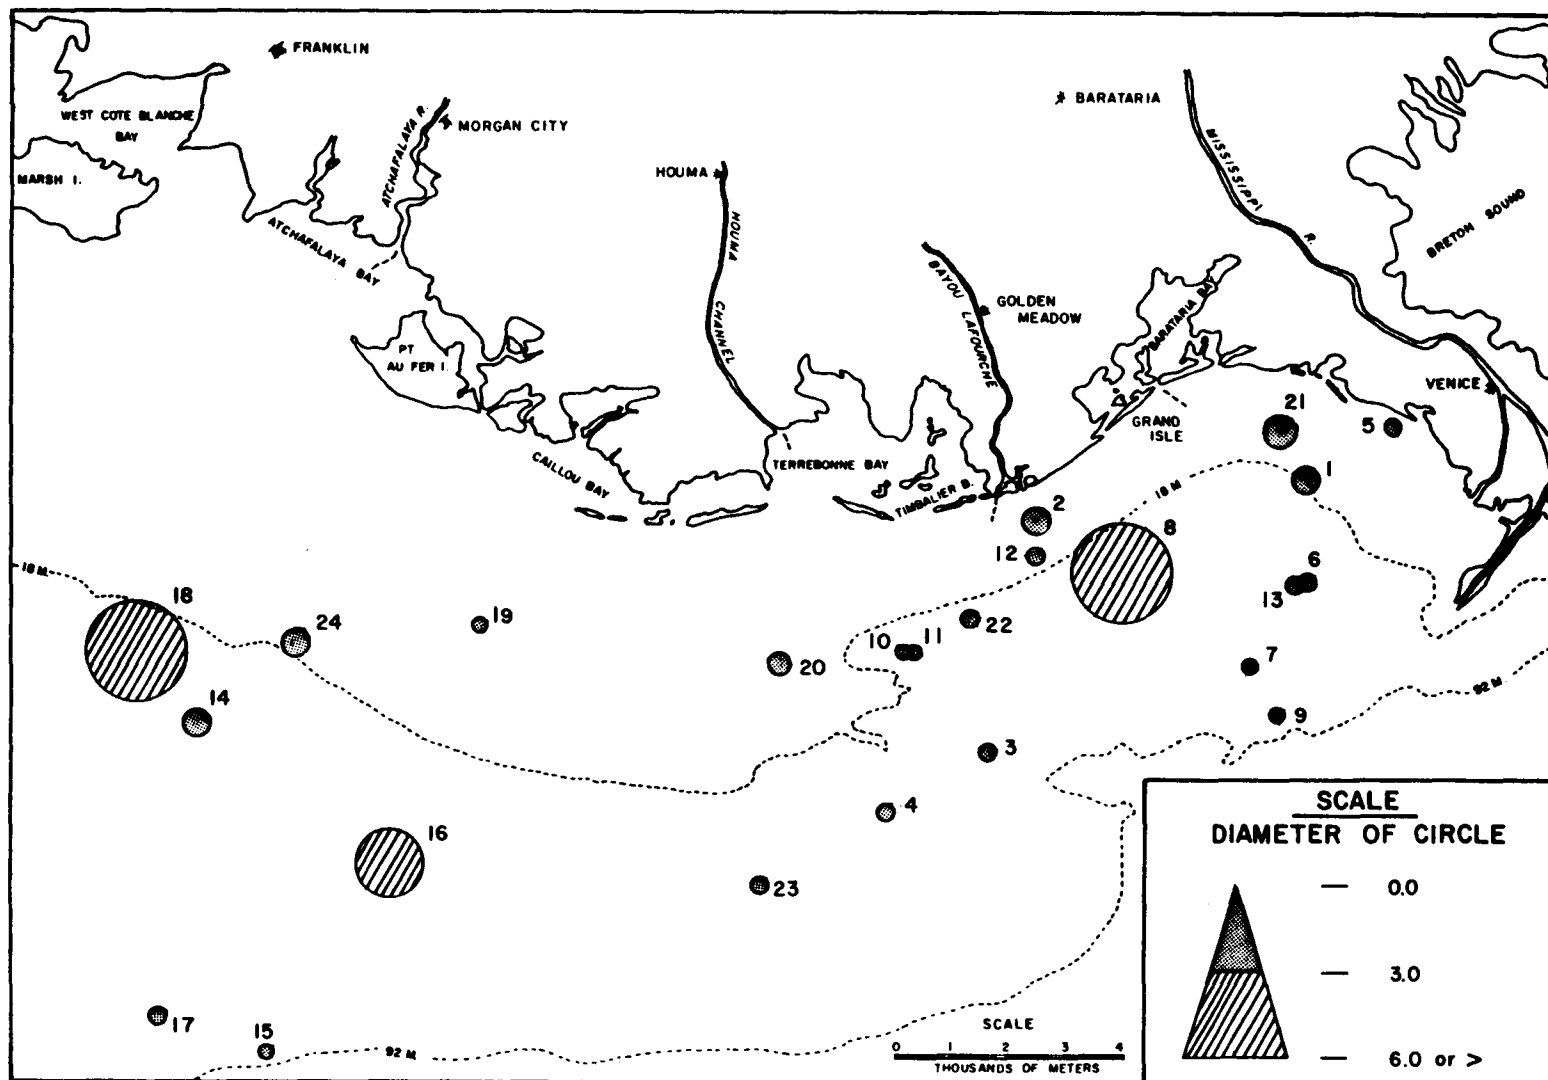 FRANKLIN
BARATARIA
WEST COTE BLANCHE
BAY
ATCHAFALAYA R.
MORGAN CITY
MISSISSIPPI R.
HOUMA
MARSH I.
BRETON SOUND
ATCHAFALAYA BAY
HOUMA CHANNEL
BAYOU LAFOURCHE
GOLDEN
MEADOW
BARATARIA BAY
PT
AU FER I.
VENICE
GRAND
ISLE
21
5
CAILLOU BAY
TERREBONNE BAY
TIMBALIER B.
1
18 M
2
8
12
18 M.
6
13
18
24
19
22
10
11
20
7
14
92 M.
9
3
4
16
23
17
15
92 M.
SCALE
0 1 2 3 4
THOUSANDS OF METERS
SCALE
DIAMETER OF CIRCLE
— 0.0
— 3.0
— 6.0 or >